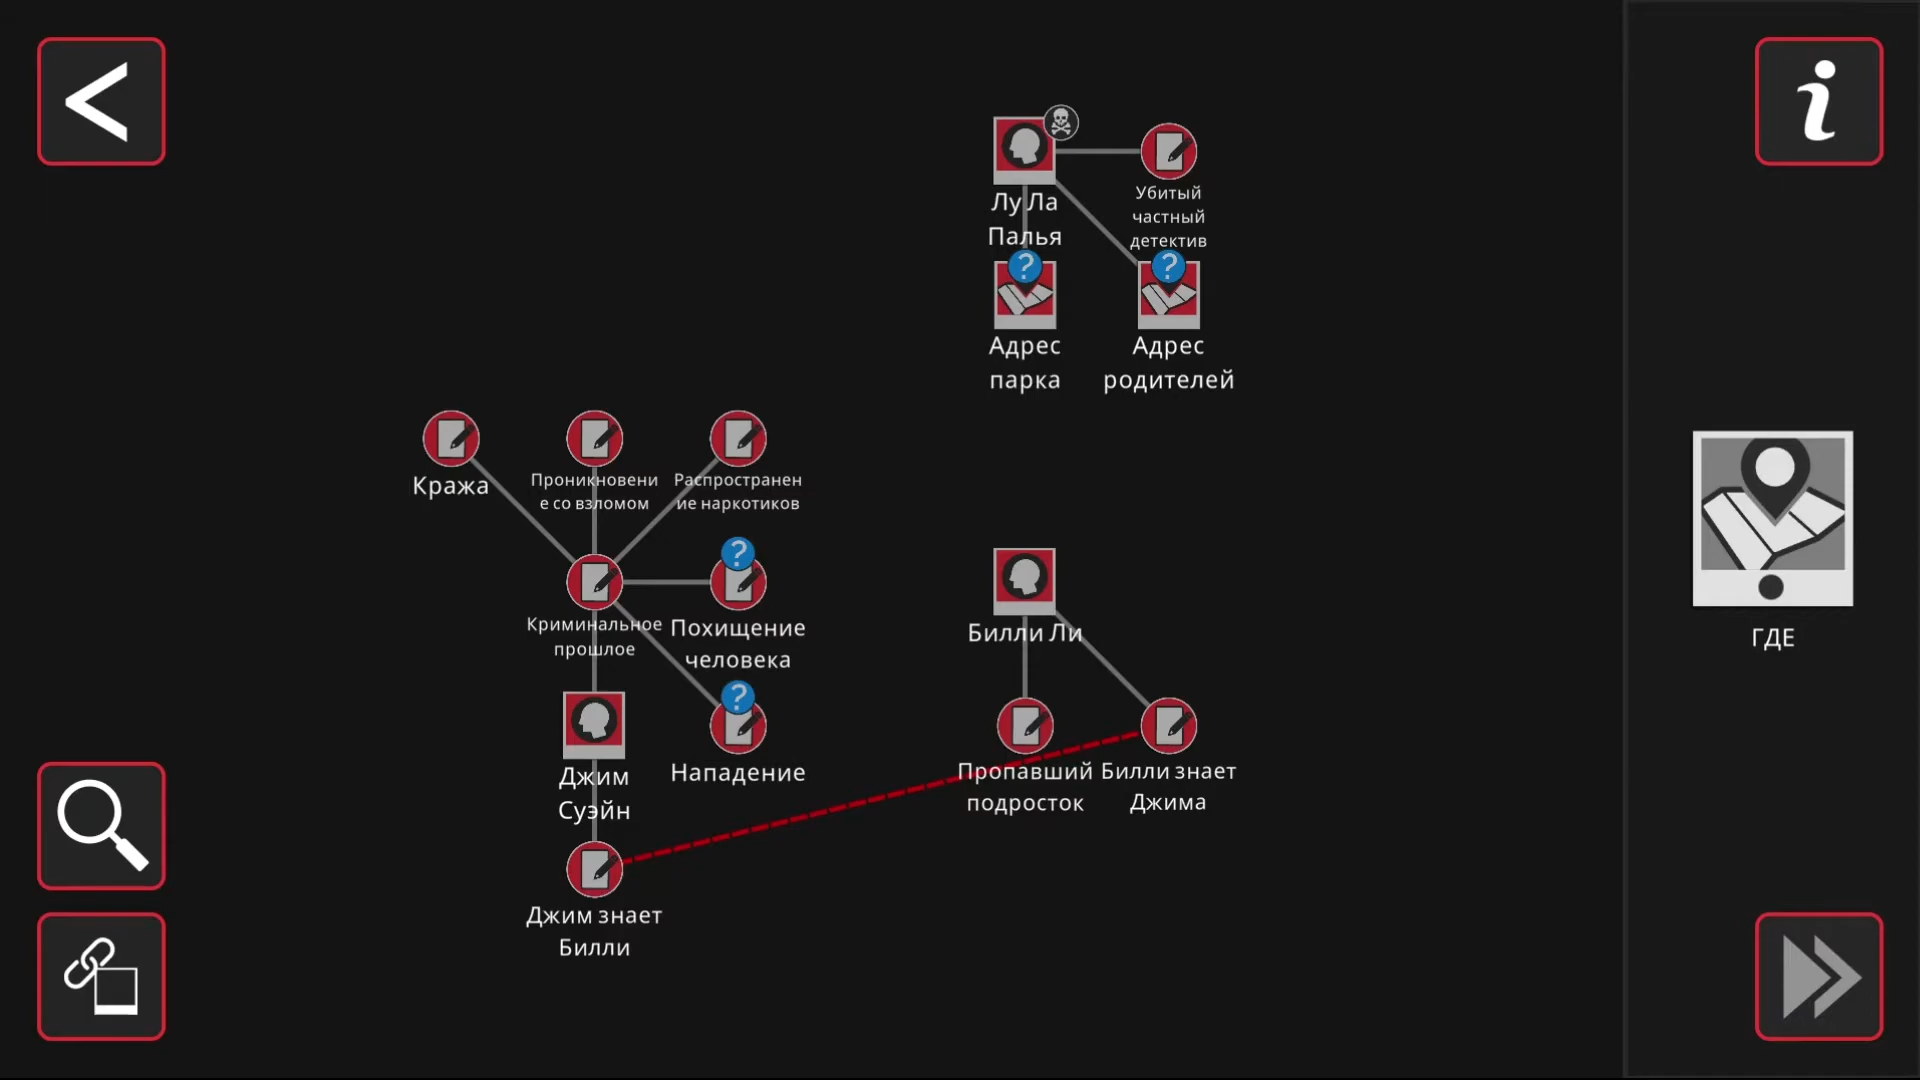 Лу Ла
Палья
Убитый
частный
детектив
?
?
Адрес
парка
Адрес
родителей
Кража
Проникновени
е со взломом
Распространен
ие наркотиков
?
Криминальное
прошлое
Похищение
человека
Билли Ли
?
Джим
Суэйн
Нападение
Пропавший
подросток
Билли знает
Джима
Джим знает
Билли
i
ГДЕ